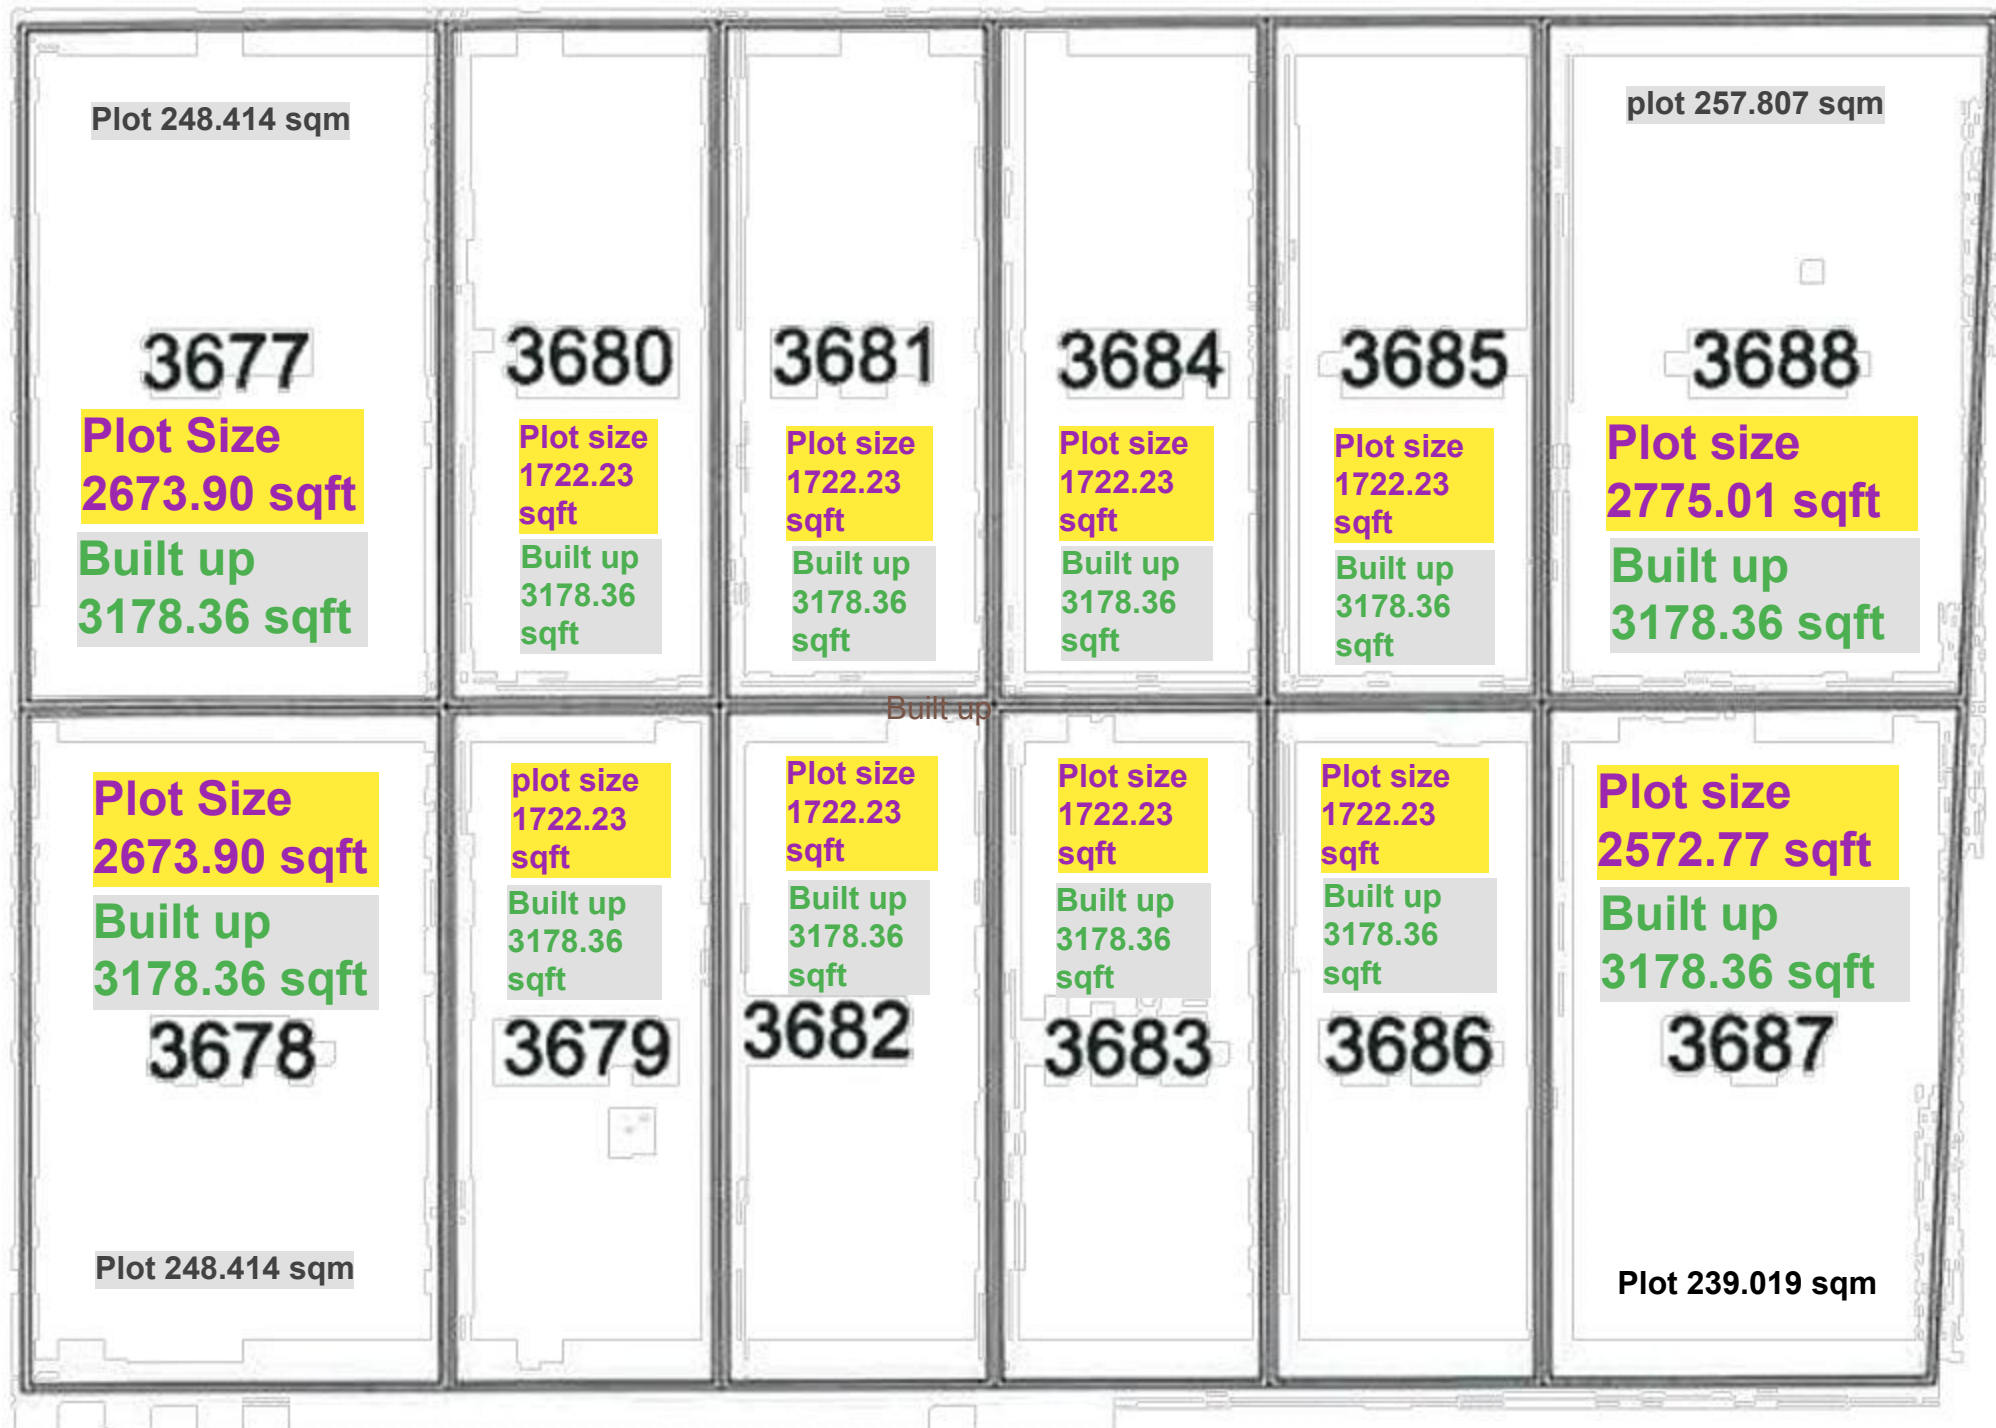 Plot 248.414 sqm
plot 257.807 sqm
3677
3680
3681
3684
3685
3688
Plot Size
2673.90 sqft
Built up
3178.36 sqft
Plot size
1722.23
sqft
Built up
3178.36
sqft
Plot size
1722.23
sqft
Built up
3178.36
sqft
Plot size
1722.23
sqft
Built up
3178.36
sqft
Plot size
1722.23
sqft
Built up
3178.36
sqft
Plot size
2775.01 sqft
Built up
3178.36 sqft
Built up
Plot Size
2673.90 sqft
Built up
3178.36 sqft
plot size
1722.23
sqft
Built up
3178.36
sqft
Plot size
1722.23
sqft
Built up
3178.36
sqft
Plot size
1722.23
sqft
Built up
3178.36
sqft
Plot size
1722.23
sqft
Built up
3178.36
sqft
Plot size
2572.77 sqft
Built up
3178.36 sqft
3678
3679
3682
3683
3686
3687
Plot 248.414 sqm
Plot 239.019 sqm